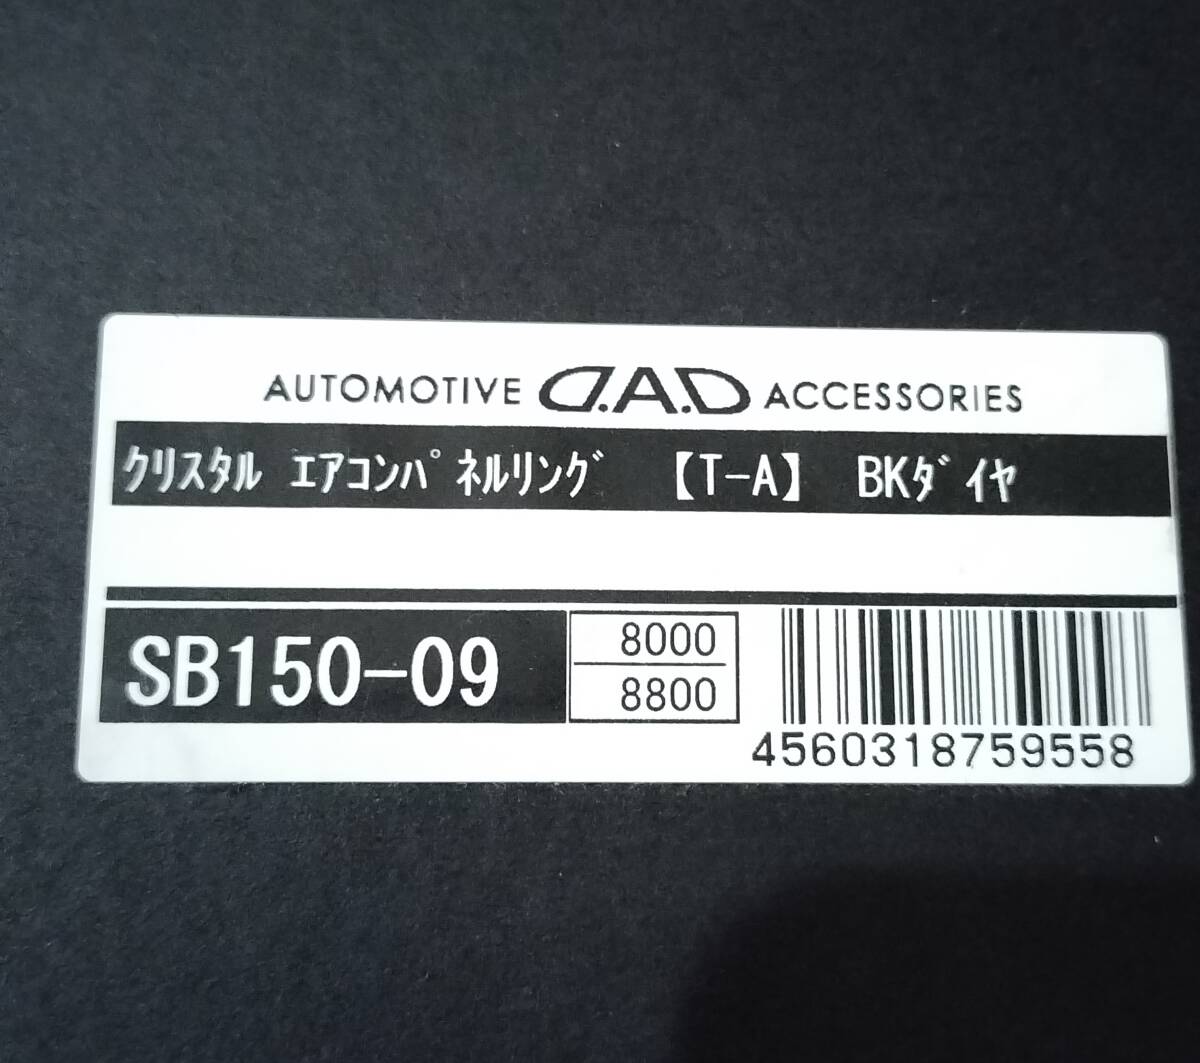 AUTOMOTIVE D.A.D ACCESSORIES
ｸﾘｽﾀﾙ ｴｱｺﾝﾊﾟﾈﾙﾘﾝｸﾞ 【T-A】 BKﾀﾞｲﾔ
SB150-09
8000
8800
4560318759558